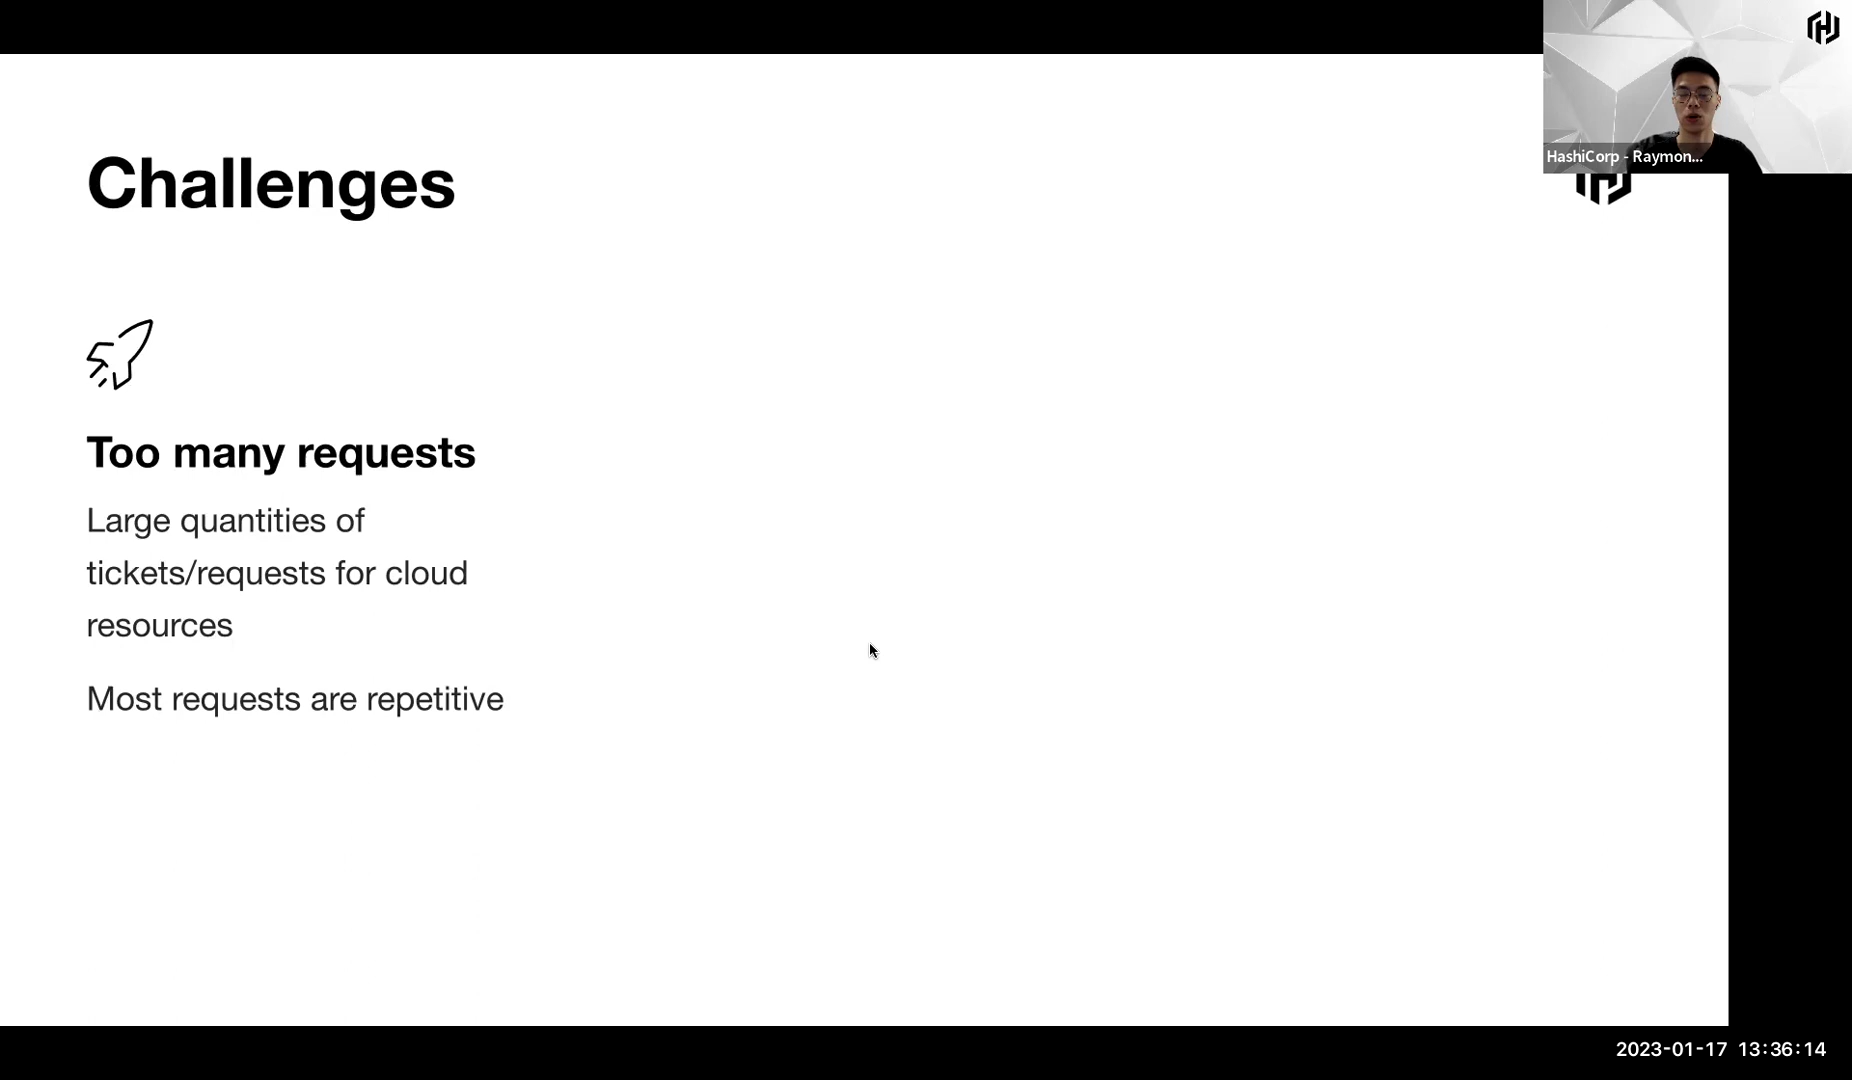 HashiCorp - Raymon...
Challenges
Too many requests
Large quantities of
tickets/requests for cloud
resources
Most requests are repetitive
2023-01-17 13:36:14